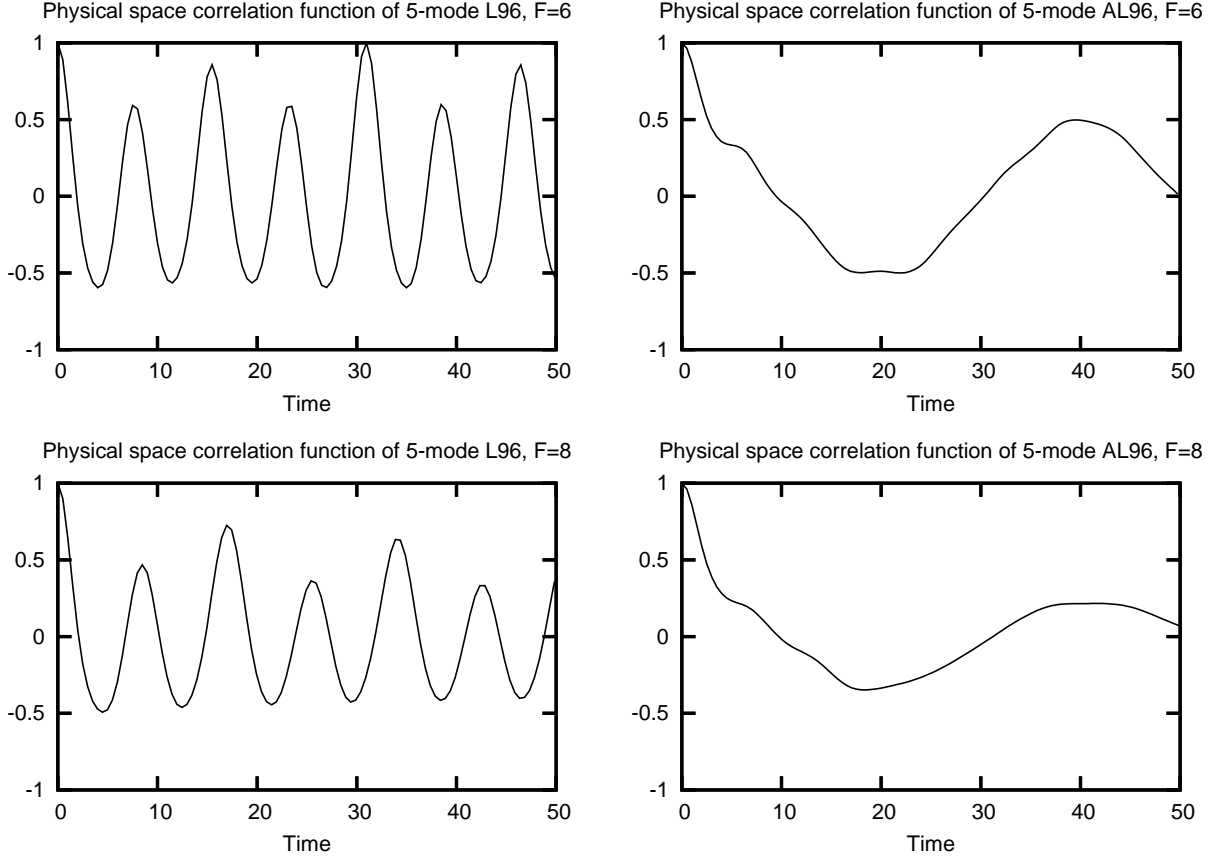 Physical space correlation function of 5-mode L96, F=6
1
0.5
0
-0.5
-1
0 10 20 30 40 50
Time
Physical space correlation function of 5-mode AL96, F=6
1
0.5
0
-0.5
-1
0 10 20 30 40 50
Time
Physical space correlation function of 5-mode L96, F=8
1
0.5
0
-0.5
-1
0 10 20 30 40 50
Time
Physical space correlation function of 5-mode AL96, F=8
1
0.5
0
-0.5
-1
0 10 20 30 40 50
Time